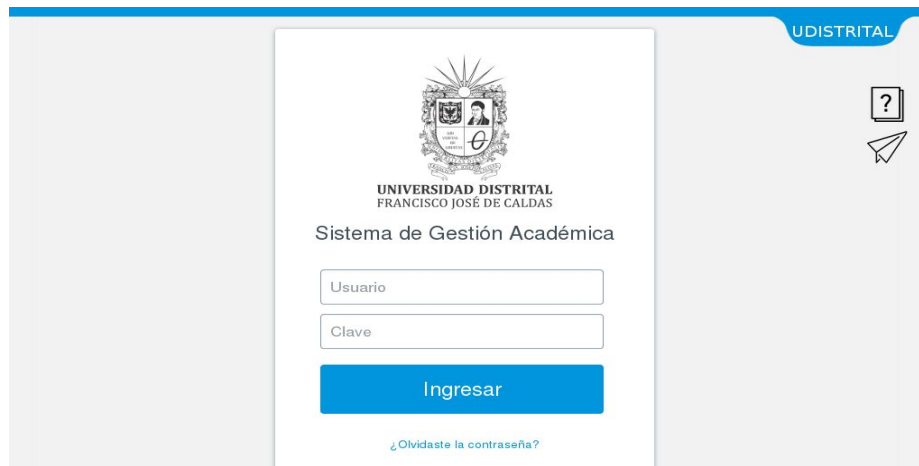 UDISTRITAL
?
UNIVERSIDAD DISTRITAL
FRANCISCO JOSÉ DE CALDAS
Sistema de Gestión Académica
Usuario
Clave
Ingresar
¿Olvidaste la contraseña?